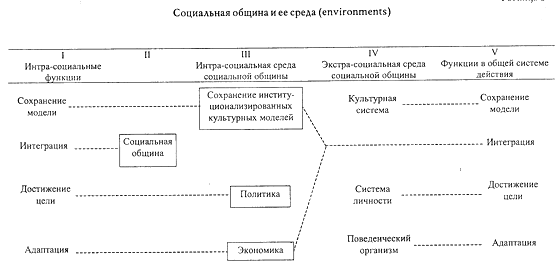 Социальная община и ее среда (environments)
I II III IV V
Интра-социальные Интра-социальная среда Экстра-социальная среда Функции в общей системе
функции социальной общины социальной общины действия
Сохранение Сохранение институ- Культурная Сохранение
модели ционализированных система модели
культурных моделей
Интеграция Социальная Интеграция
община
Достижение Политика Система Достижение
цели личности цели
Адаптация Экономика Поведенческий Адаптация
организм